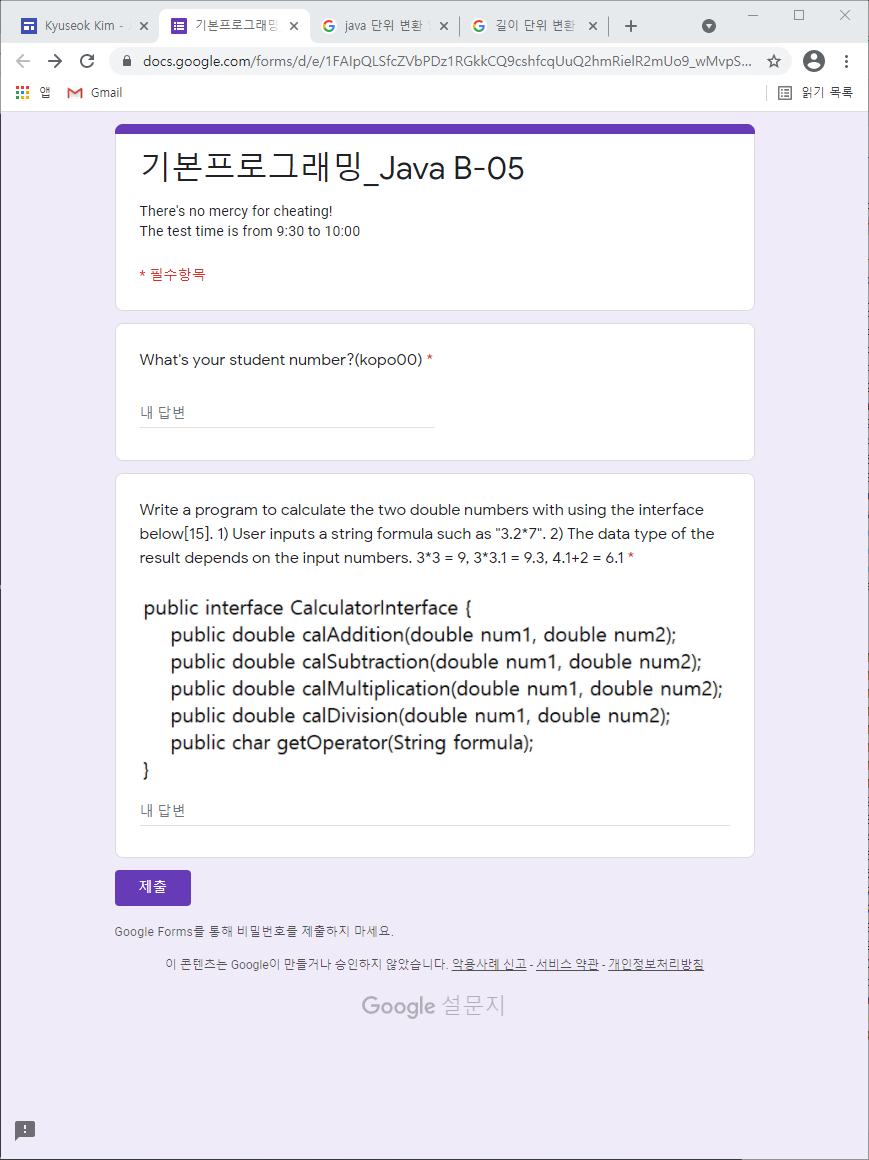 Kyuseok Kim -
기본프로그래밍
java 단위 변환
길이 단위 변환
docs.google.com/forms/d/e/1FAIpQLSfcZVbPDz1RGkkCQ9cshfcqUuQ2hmRielR2mUo9_wMvpS...
앱
Gmail
읽기 목록
기본프로그래밍_Java B-05
There's no mercy for cheating!
The test time is from 9:30 to 10:00
* 필수항목
What's your student number?(kopo00) *
내 답변
Write a program to calculate the two double numbers with using the interface
below[15]. 1) User inputs a string formula such as "3.2*7". 2) The data type of the
result depends on the input numbers. 3*3 = 9, 3*3.1 = 9.3, 4.1+2 = 6.1 *
public interface CalculatorInterface {
public double calAddition(double num1, double num2);
public double calSubtraction(double num1, double num2);
public double calMultiplication(double num1, double num2);
public double calDivision(double num1, double num2);
public char getOperator(String formula);
}
내 답변
제출
Google Forms를 통해 비밀번호를 제출하지 마세요.
이 콘텐츠는 Google이 만들거나 승인하지 않았습니다. 악용사례 신고 - 서비스 약관 - 개인정보처리방침
Google 설문지